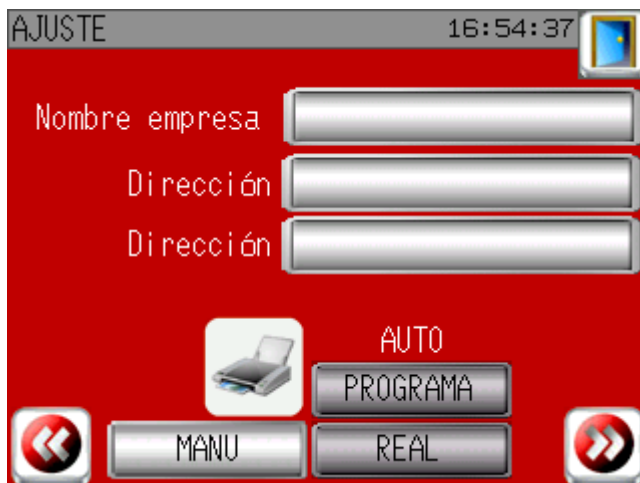 AJUSTE 16:54:37
Nombre empresa
Dirección
Dirección
AUTO
PROGRAMA
MANU REAL